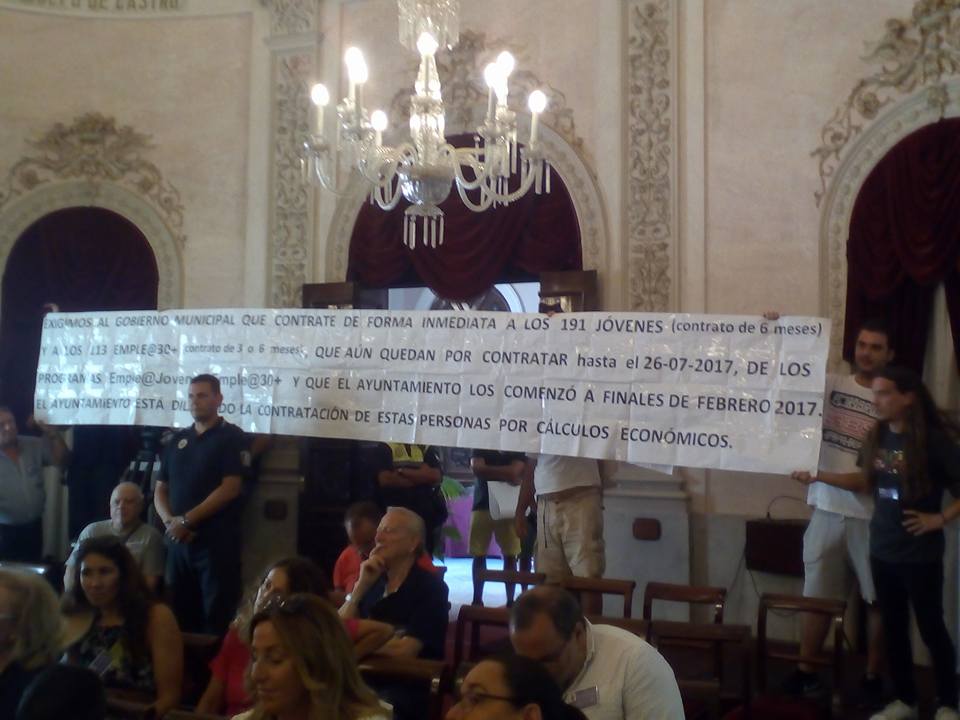 DE CASTRO
EXIGIMOS AL GOBIERNO MUNICIPAL QUE CONTRATE DE FORMA INMEDIATA A LOS 191 JÓVENES (contrato de 6 meses)
Y A LOS 113 EMPLE@30+ (contrato de 3 o 6 meses), QUE AÚN QUEDAN POR CONTRATAR hasta el 26-07-2017, DE LOS
PROGRAMAS Emple@Joven Emple@30+ Y QUE EL AYUNTAMIENTO LOS COMENZÓ A FINALES DE FEBRERO 2017.
EL AYUNTAMIENTO ESTÁ DIL DO LA CONTRATACIÓN DE ESTAS PERSONAS POR CÁLCULOS ECONÓMICOS.